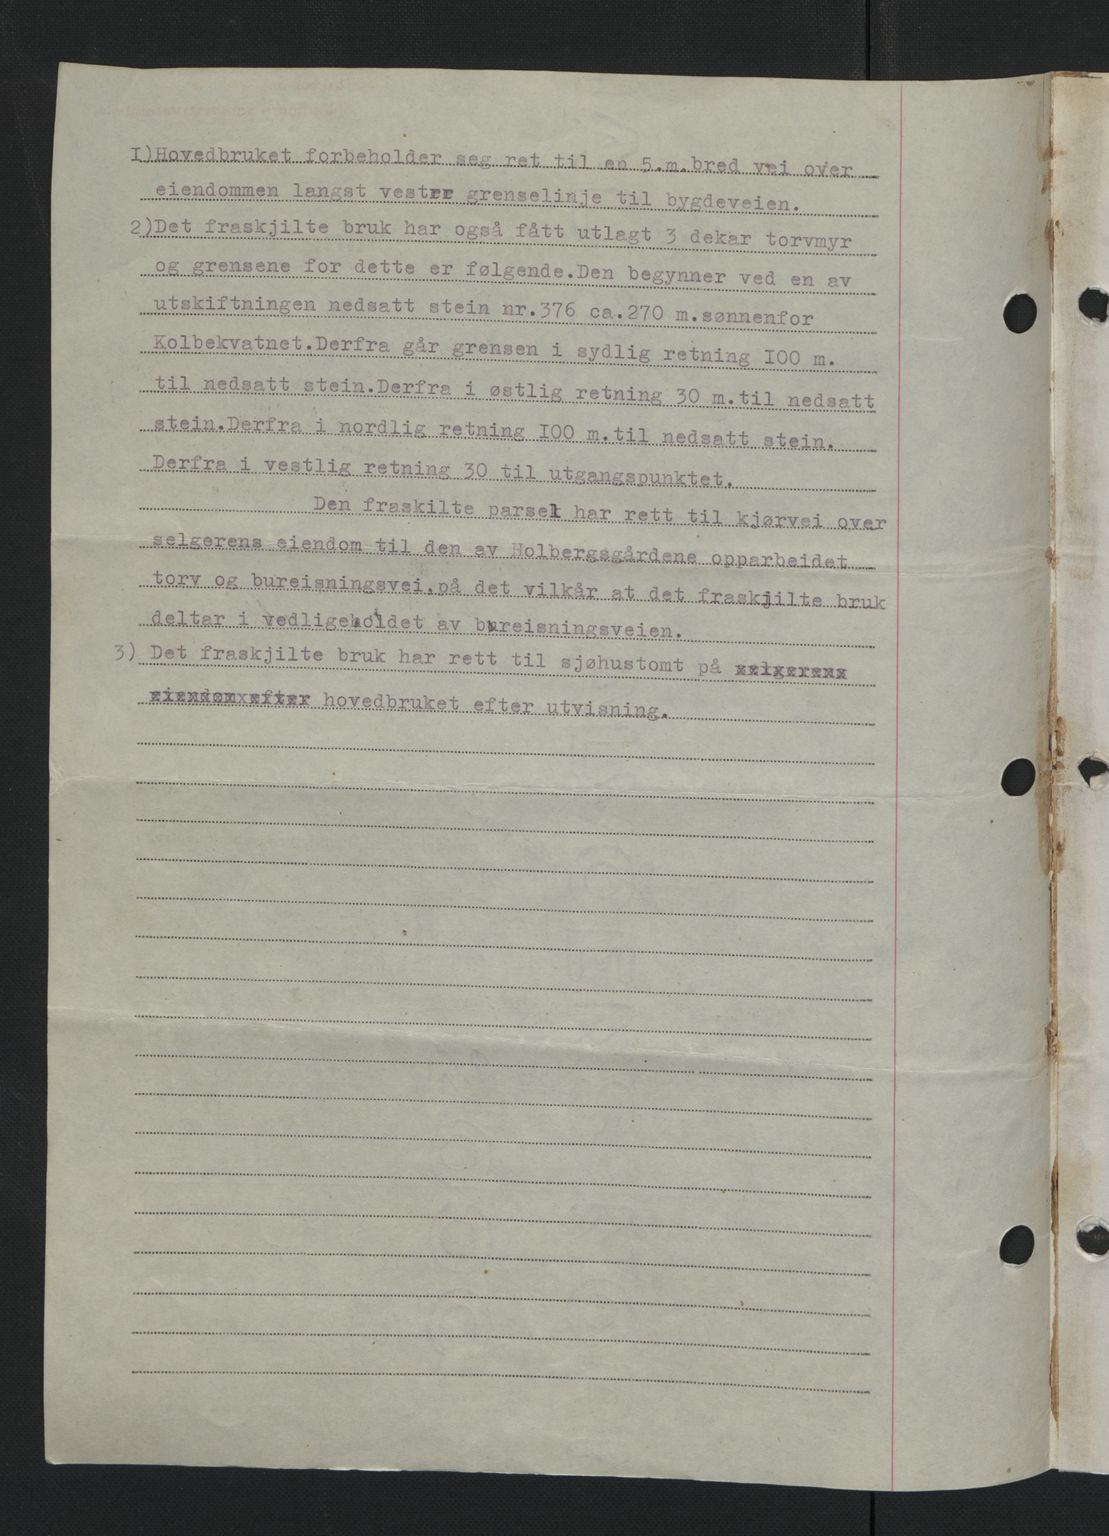 I)Hovedbruket forbeholder seg ret til en 5.m.bred vei over
eiendommen langst vestre grenselinje til bygdeveien.
2)Det fraskjilte bruk har også fått utlagt 3 dekar torvmyr
og grensene for dette er følgende.Den begynner ved en av
utskiftningen nedsatt stein nr.376 ca.270 m.sønnenfor
Kolbekvatnet.Derfra går grensen i sydlig retning I00 m.
til nedsatt stein.Derfra i østlig retning 30 m.til nedsatt
stein.Derfra i nordlig retning I00 m.til nedsatt stein.
Derfra i vestlig retning 30 til utgangspunktet.
Den fraskilte parsel har rett til kjørvei over
selgerens eiendom til den av Holbergsgårdene opparbeidet
torv og bureisningsvei.på det vilkår at det fraskjilte bruk
deltar i vedligeholdet av bureisningsveien.
3) Det fraskjilte bruk har rett til sjøhustomt på selgerens
eiendom efter hovedbruket efter utvisning.